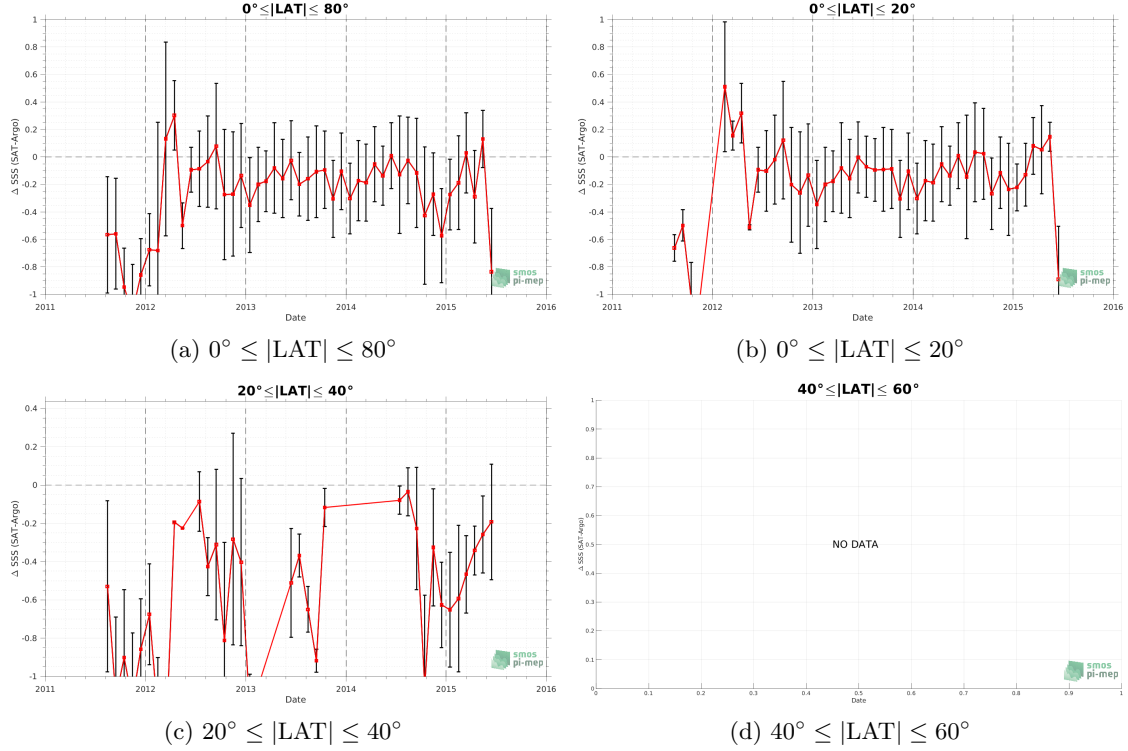 0°≤|LAT|≤ 80°
Δ SSS (SAT-Argo)
1
0.8
0.6
0.4
0.2
0
-0.2
-0.4
-0.6
-0.8
-1
2011 2012 2013 2014 2015 2016
Date
smos
pi-mep
(a) 0° ≤ |LAT| ≤ 80°
0°≤|LAT|≤ 20°
Δ SSS (SAT-Argo)
1
0.8
0.6
0.4
0.2
0
-0.2
-0.4
-0.6
-0.8
-1
2011 2012 2013 2014 2015 2016
Date
smos
pi-mep
(b) 0° ≤ |LAT| ≤ 20°
20°≤|LAT|≤ 40°
Δ SSS (SAT-Argo)
0.4
0.2
0
-0.2
-0.4
-0.6
-0.8
-1
2011 2012 2013 2014 2015 2016
Date
smos
pi-mep
(c) 20° ≤ |LAT| ≤ 40°
40°≤|LAT|≤ 60°
Δ SSS (SAT-Argo)
1
0.9
0.8
0.7
0.6
0.5
0.4
0.3
0.2
0.1
0
NO DATA
0 0.1 0.2 0.3 0.4 0.5 0.6 0.7 0.8 0.9 1
Date
smos
pi-mep
(d) 40° ≤ |LAT| ≤ 60°